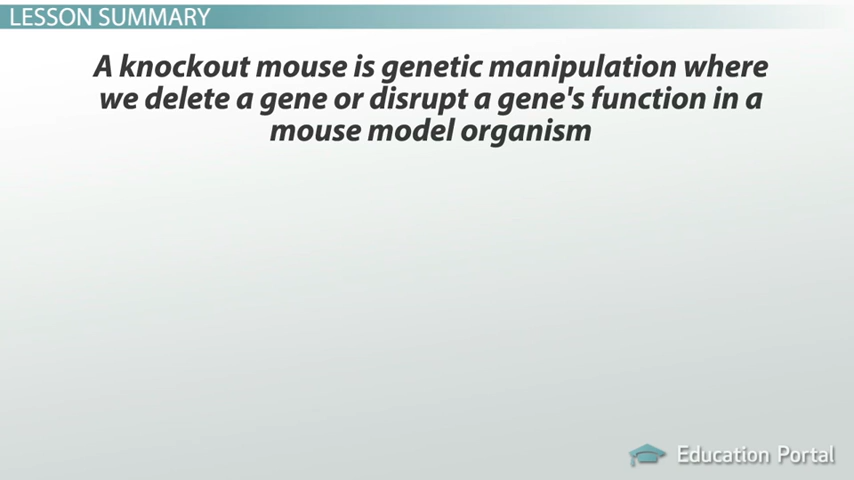 LESSON SUMMARY
A knockout mouse is genetic manipulation where
we delete a gene or disrupt a gene's function in a
mouse model organism
Education Portal